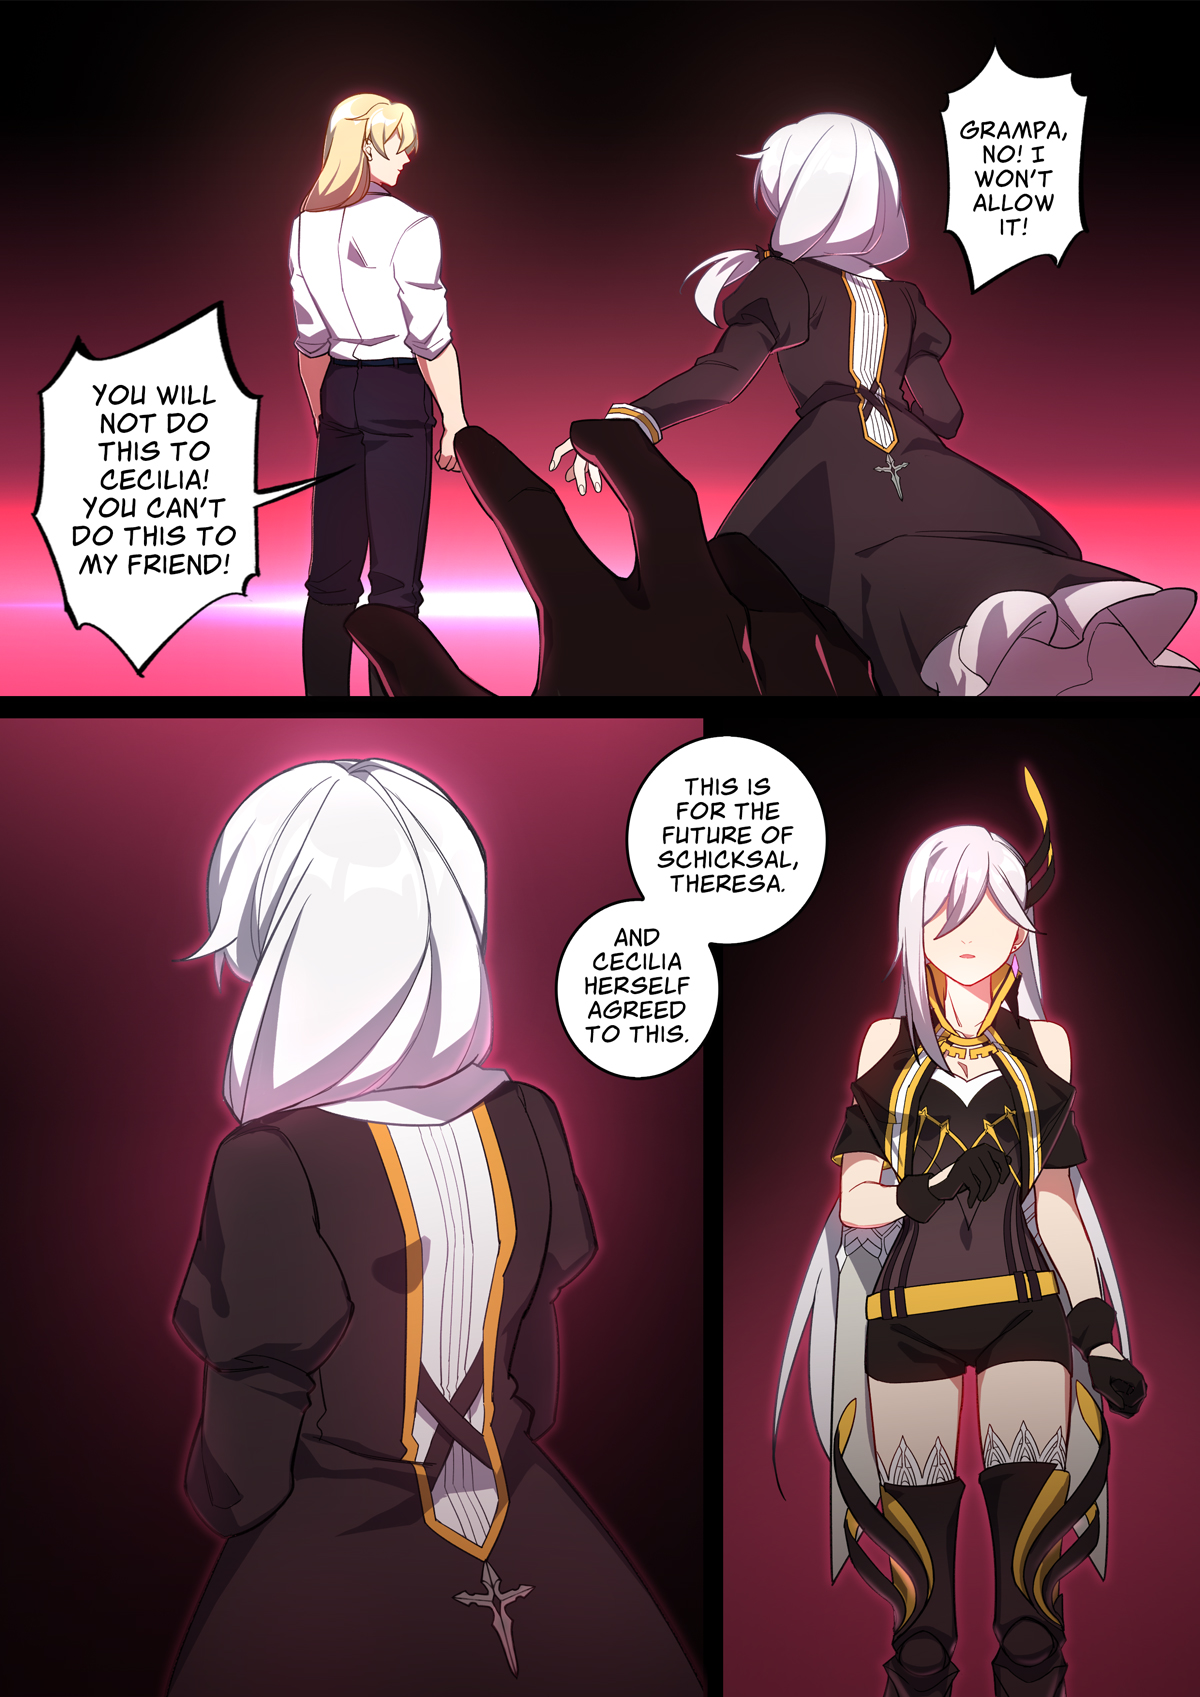 GRAMPA,
NO! I
WON'T
ALLOW
IT!
YOU WILL
NOT DO
THIS TO
CECILIA!
YOU CAN'T
DO THIS TO
MY FRIEND!
THIS IS
FOR THE
FUTURE OF
SCHICKSAL,
THERESA.
AND
CECILIA
HERSELF
AGREED
TO THIS.